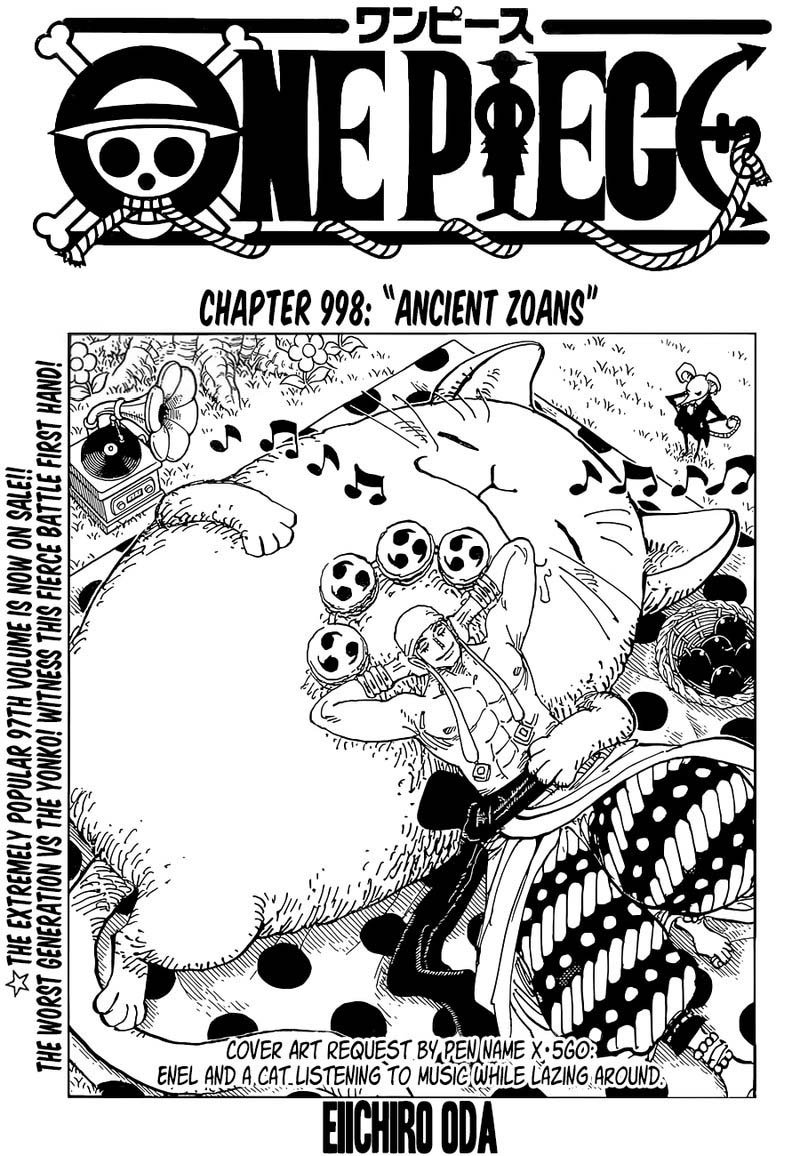 ワンピース
ONE PIECE
CHAPTER 998: "ANCIENT ZOANS"
☆ THE EXTREMELY POPULAR 97TH VOLUME IS NOW ON SALE!!
THE WORST GENERATION VS THE YONKO! WITNESS THIS FIERCE BATTLE FIRST HAND!
COVER ART REQUEST BY PEN NAME X•5GO:
ENEL AND A CAT LISTENING TO MUSIC WHILE LAZING AROUND.
EIICHIRO ODA